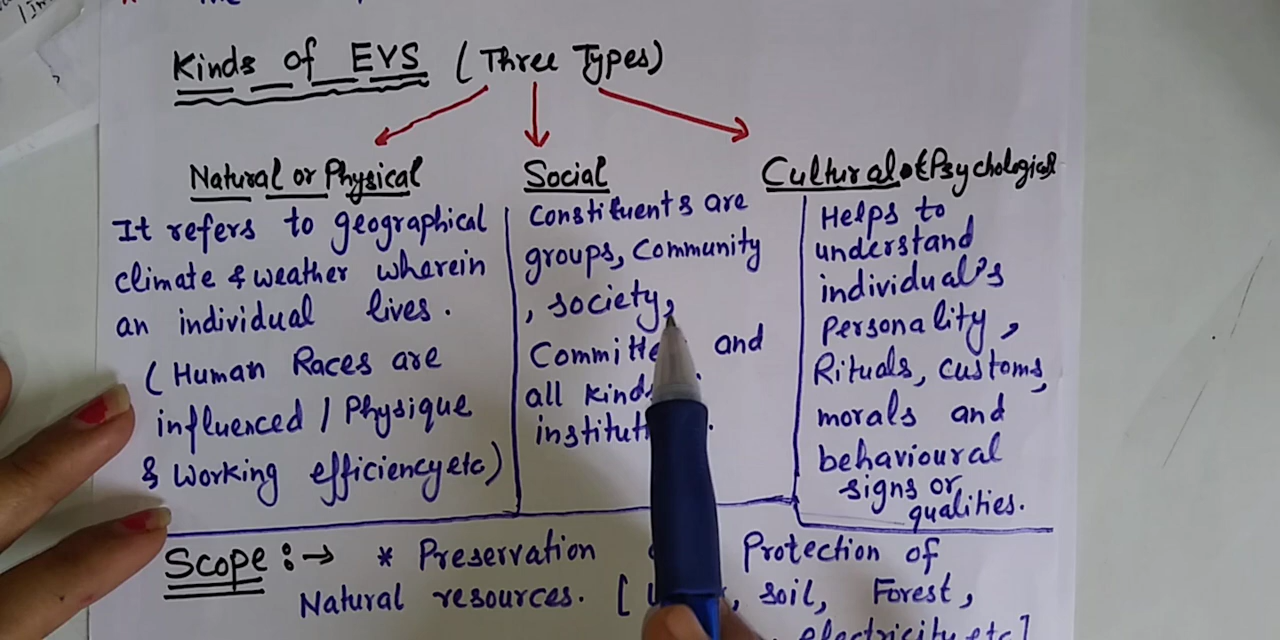 Kinds of EVS (Three Types)
Natural or Physical
It refers to geographical
climate & weather wherein
an individual lives.
(Human Races are
influenced / Physique
& working efficiency etc)
Social
Constituents are
groups, Community
, society,
and
all kinds
Cultural or Psychological
Helps to
understand
individual's
Personality,
Rituals, customs,
morals and
behavioural
signs or
qualities.
Scope :→ * Preservation Protection of
Natural resources. [ , soil, Forest,
electricity etc]